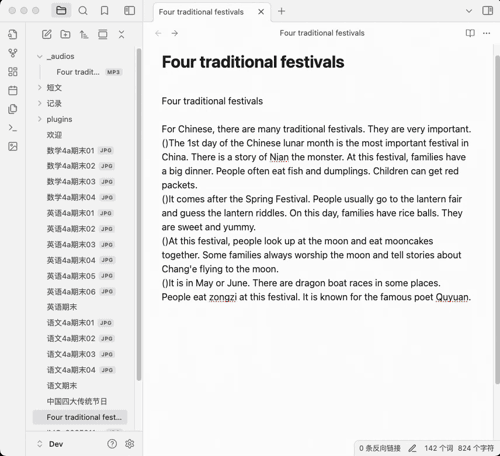 Four traditional festivals
Four traditional festivals
_audios
Four tradit... MP3
短文
记录
plugins
欢迎
数学4a期末01 JPG
数学4a期末02 JPG
数学4a期末03 JPG
数学4a期末04 JPG
英语4a期末01 JPG
英语4a期末02 JPG
英语4a期末03 JPG
英语4a期末04 JPG
英语4a期末05 JPG
英语4a期末06 JPG
英语期末
语文4a期末01 JPG
语文4a期末02 JPG
语文4a期末03 JPG
语文4a期末04 JPG
语文期末
中国四大传统节日
Four traditional fest...
Dev
Four traditional festivals
Four traditional festivals
For Chinese, there are many traditional festivals. They are very important.
()The 1st day of the Chinese lunar month is the most important festival in
China. There is a story of Nian the monster. At this festival, families have
a big dinner. People often eat fish and dumplings. Children can get red
packets.
()It comes after the Spring Festival. People usually go to the lantern fair
and guess the lantern riddles. On this day, families have rice balls. They
are sweet and yummy.
()At this festival, people look up at the moon and eat mooncakes
together. Some families always worship the moon and tell stories about
Chang'e flying to the moon.
()It is in May or June. There are dragon boat races in some places.
People eat zongzi at this festival. It is known for the famous poet Quyuan.
0 条反向链接 142 个词 824 个字符